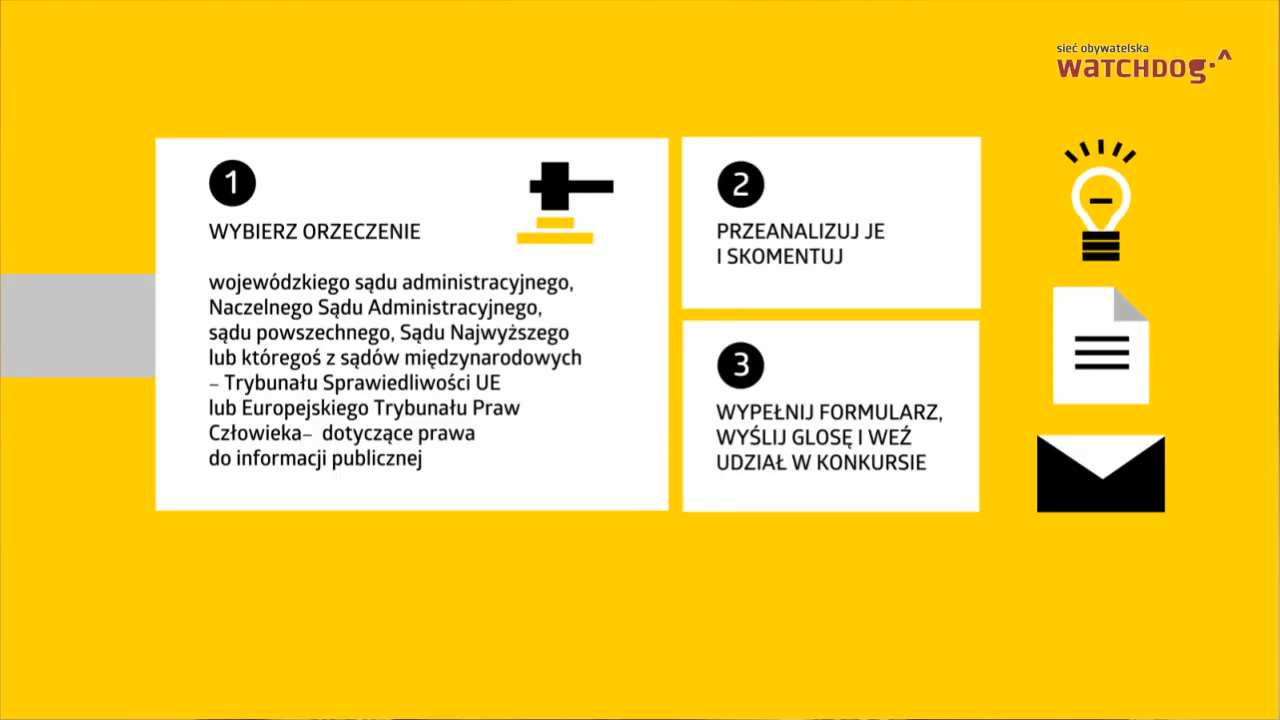 sieć obywatelska
watchdog
1
WYBIERZ ORZECZENIE
wojewódzkiego sądu administracyjnego,
Naczelnego Sądu Administracyjnego,
sądu powszechnego, Sądu Najwyższego
lub któregoś z sądów międzynarodowych
– Trybunału Sprawiedliwości UE
lub Europejskiego Trybunału Praw
Człowieka– dotyczące prawa
do informacji publicznej
2
PRZEANALIZUJ JE
I SKOMENTUJ
3
WYPEŁNIJ FORMULARZ,
WYŚLIJ GLOSĘ I WEŹ
UDZIAŁ W KONKURSIE